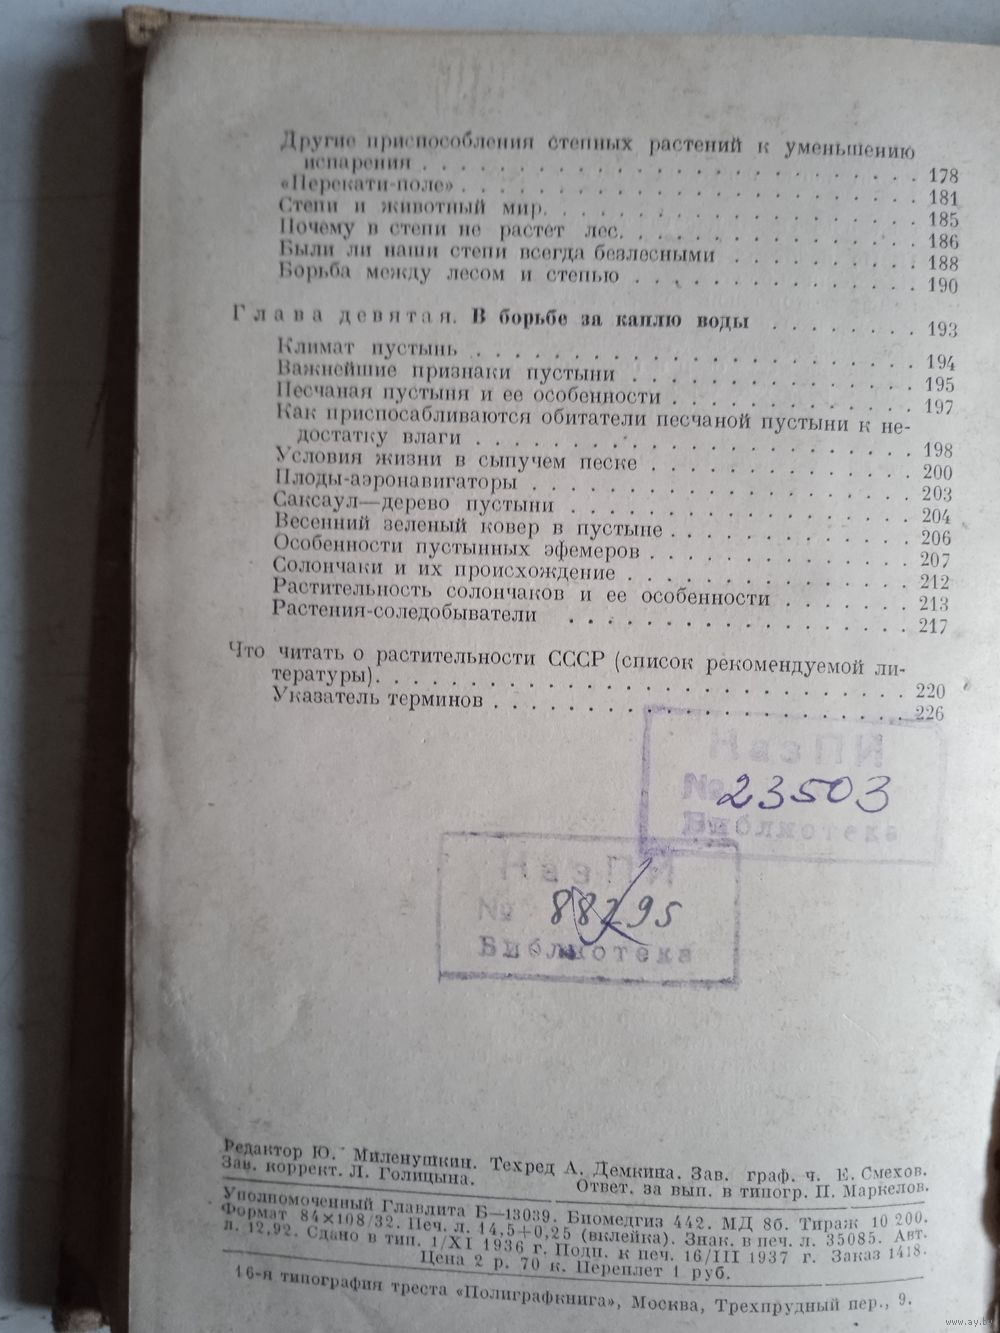 Другие приспособления степных растений к уменьшению
испарения . . . . . . . . . . . . . . . . . . . . . . 178
«Перекати-поле» . . . . . . . . . . . . . . . . . . . . 181
Степи и животный мир. . . . . . . . . . . . . . . . . 185
Почему в степи не растет лес. . . . . . . . . . . . . . 186
Были ли наши степи всегда безлесными . . . . . . . . . 188
Борьба между лесом и степью . . . . . . . . . . . . . 190
Глава девятая. В борьбе за каплю воды . . . . . . . . 193
Климат пустынь . . . . . . . . . . . . . . . . . . . . 194
Важнейшие признаки пустыни . . . . . . . . . . . . . 195
Песчаная пустыня и ее особенности . . . . . . . . . . . 197
Как приспосабливаются обитатели песчаной пустыни к не-
достатку влаги . . . . . . . . . . . . . . . . . . . . 198
Условия жизни в сыпучем песке . . . . . . . . . . . . 200
Плоды-аэронавигаторы . . . . . . . . . . . . . . . . . 203
Саксаул—дерево пустыни . . . . . . . . . . . . . . . . 204
Весенний зеленый ковер в пустыне . . . . . . . . . . . 206
Особенности пустынных эфемеров . . . . . . . . . . . . 207
Солончаки и их происхождение . . . . . . . . . . . . . 212
Растительность солончаков и ее особенности . . . . . . 213
Растения-соледобыватели . . . . . . . . . . . . . . . 217
Что читать о растительности СССР (список рекомендуемой ли-
тературы). . . . . . . . . . . . . . . . . . . . . . . 220
Указатель терминов . . . . . . . . . . . . . . . . . . 226
НазПИ
№ 23503
Библиотека
НазПИ
№ 88295
Библиотека
Редактор Ю. Миленушкин. Техред А. Демкина. Зав. граф. ч. Е. Смехов.
Зав. коррект. Л. Голицына. Ответ. за вып. в типогр. П. Маркелов.
Уполномоченный Главлита Б—13039. Биомедгиз 442. МД 86. Тираж 10 200.
Формат 84×108/32. Печ. л. 14,5+0,25 (вклейка). Знак. в печ. л. 35085. Авт.
л. 12,92. Сдано в тип. 1/XI 1936 г. Подп. к печ. 16/III 1937 г. Заказ 1418.
Цена 2 р. 70 к. Переплет 1 руб.
16-я типография треста «Полиграфкнига», Москва, Трехпрудный пер., 9.
www.ay.by